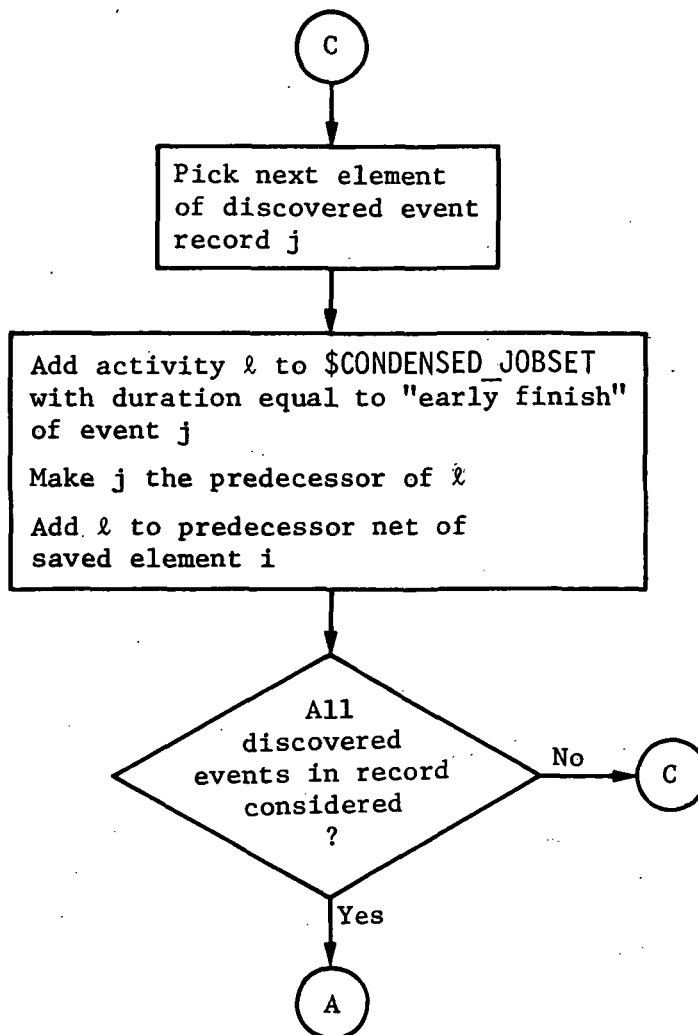 C
Pick next element
of discovered event
record j
Add activity ℓ to $CONDENSED_JOBSET
with duration equal to "early finish"
of event j
Make j the predecessor of ℓ
Add ℓ to predecessor net of
saved element i
All
discovered
events in record
considered
?
No
C
Yes
A